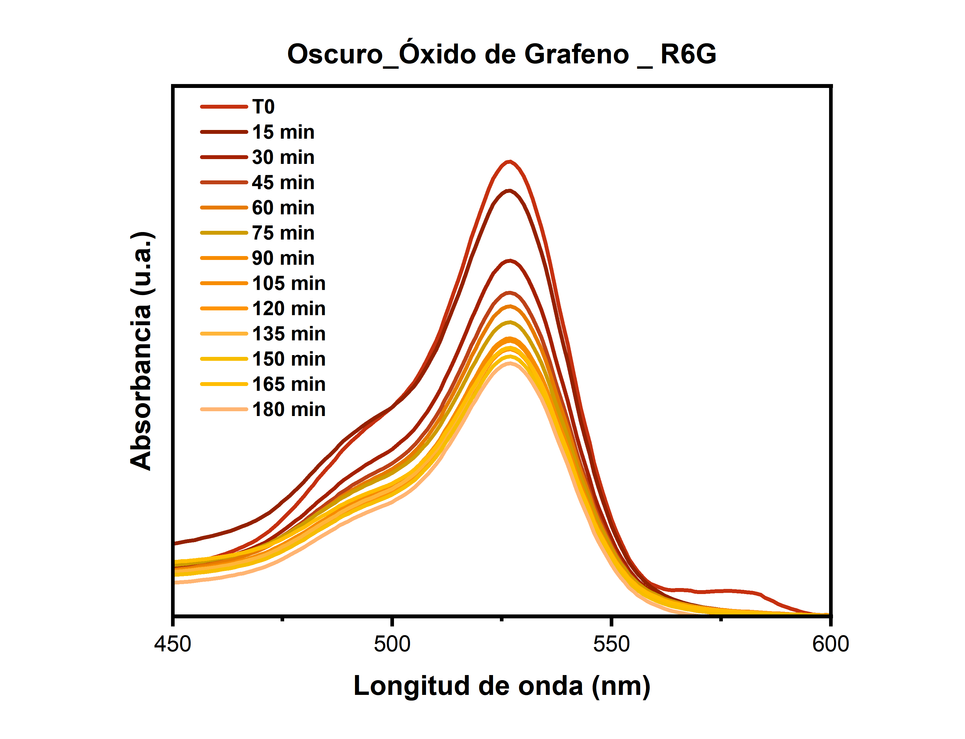 Oscuro_Óxido de Grafeno _ R6G
T0
15 min
30 min
45 min
60 min
75 min
90 min
105 min
120 min
135 min
150 min
165 min
180 min
Absorbancia (u.a.)
450
500
550
600
Longitud de onda (nm)